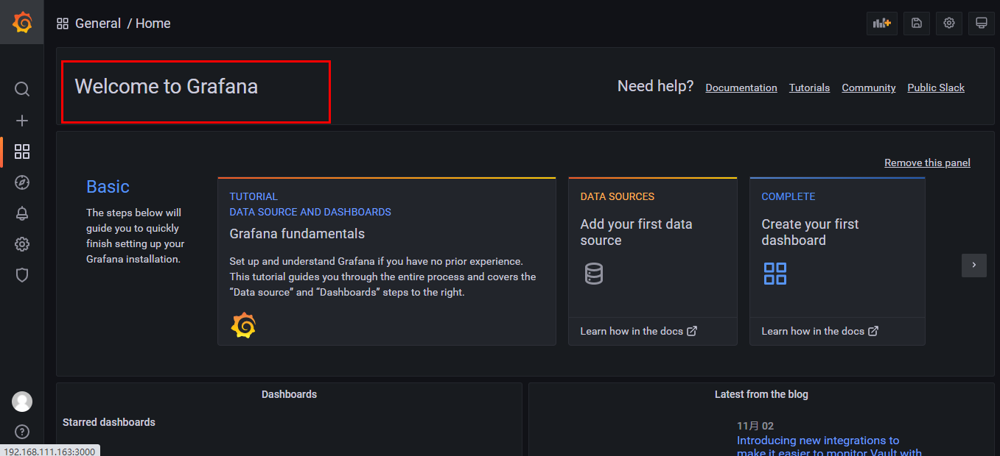 General / Home
Welcome to Grafana
Need help? Documentation Tutorials Community Public Slack
Remove this panel
Basic
The steps below will
guide you to quickly
finish setting up your
Grafana installation.
TUTORIAL
DATA SOURCE AND DASHBOARDS
Grafana fundamentals
Set up and understand Grafana if you have no prior experience.
This tutorial guides you through the entire process and covers the
“Data source” and “Dashboards” steps to the right.
DATA SOURCES
Add your first data
source
Learn how in the docs
COMPLETE
Create your first
dashboard
Learn how in the docs
Dashboards
Starred dashboards
Latest from the blog
11月 02
Introducing new integrations to
make it easier to monitor Vault with
192.168.111.163:3000